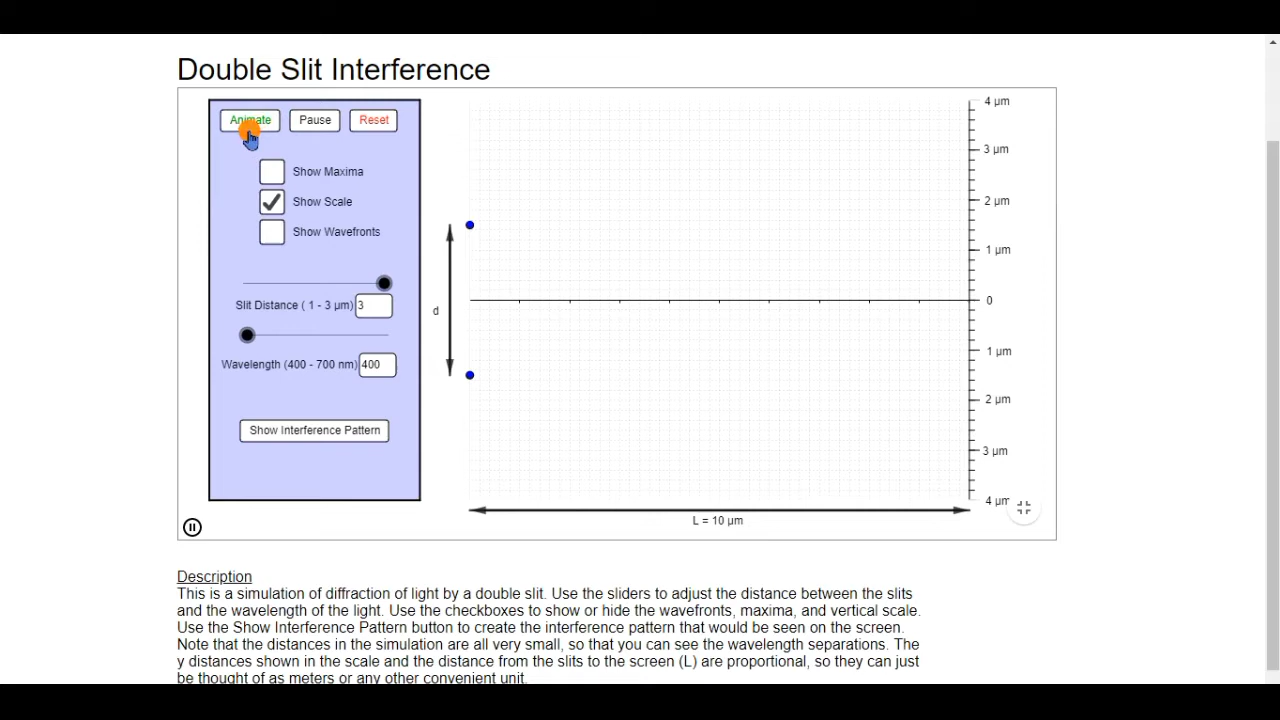 Double Slit Interference
Animate
Pause
Reset
Show Maxima
Show Scale
Show Wavefronts
Slit Distance ( 1 - 3 μm) 3
Wavelength (400 - 700 nm) 400
Show Interference Pattern
d
4 μm
3 μm
2 μm
1 μm
0
1 μm
2 μm
3 μm
4 μm
L = 10 μm
Description
This is a simulation of diffraction of light by a double slit. Use the sliders to adjust the distance between the slits
and the wavelength of the light. Use the checkboxes to show or hide the wavefronts, maxima, and vertical scale.
Use the Show Interference Pattern button to create the interference pattern that would be seen on the screen.
Note that the distances in the simulation are all very small, so that you can see the wavelength separations. The
y distances shown in the scale and the distance from the slits to the screen (L) are proportional, so they can just
be thought of as meters or any other convenient unit.